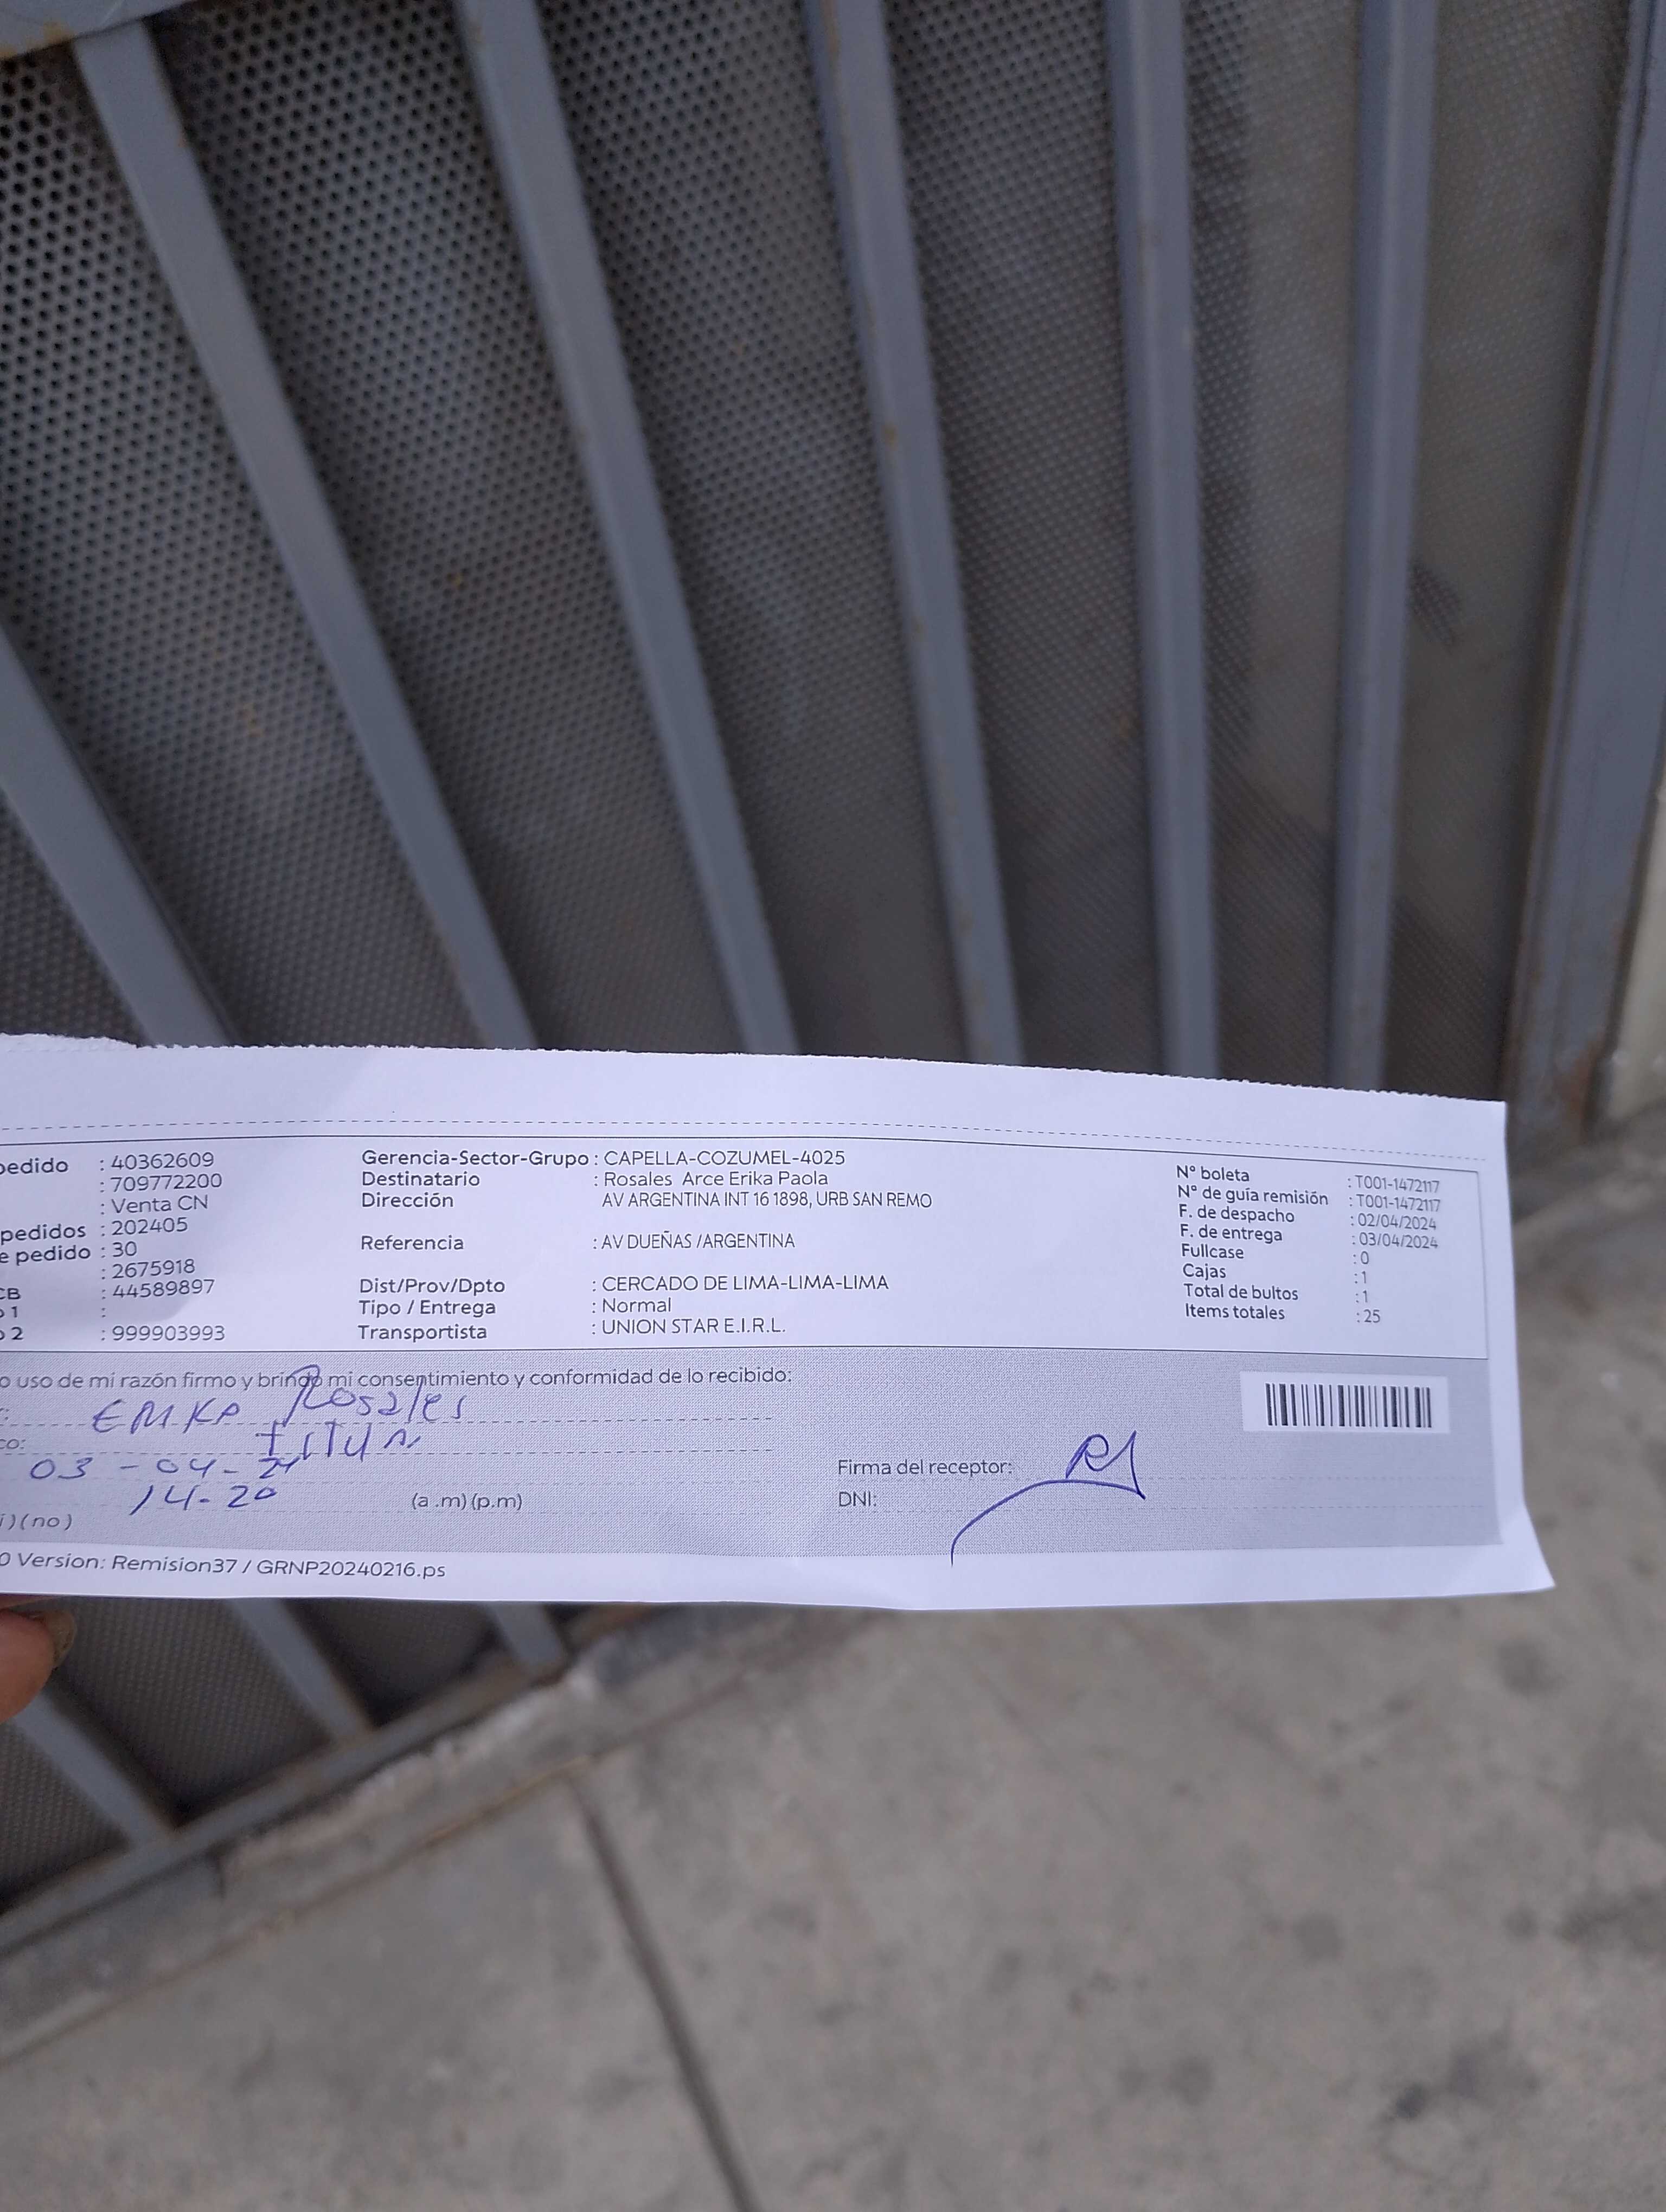 pedido : 40362609
: 709772200
: Venta CN
pedidos : 202405
e pedido : 30
: 2675918
CB : 44589897
o 1 :
o 2 : 999903993
Gerencia-Sector-Grupo : CAPELLA-COZUMEL-4025
Destinatario : Rosales Arce Erika Paola
Dirección AV ARGENTINA INT 16 1898, URB SAN REMO
Referencia : AV DUEÑAS /ARGENTINA
Dist/Prov/Dpto : CERCADO DE LIMA-LIMA-LIMA
Tipo / Entrega : Normal
Transportista : UNION STAR E.I.R.L.
N° boleta : T001-1472117
N° de guía remisión : T001-1472117
F. de despacho : 02/04/2024
F. de entrega : 03/04/2024
Fullcase : 0
Cajas : 1
Total de bultos : 1
Items totales : 25
o uso de mi razón firmo y brindo mi consentimiento y conformidad de lo recibido:
Rosales
co:
03 - 04 - 24
14-20 (a .m) (p.m)
i ) ( no )
Firma del receptor:
DNI:
0 Version: Remision37 / GRNP20240216.ps